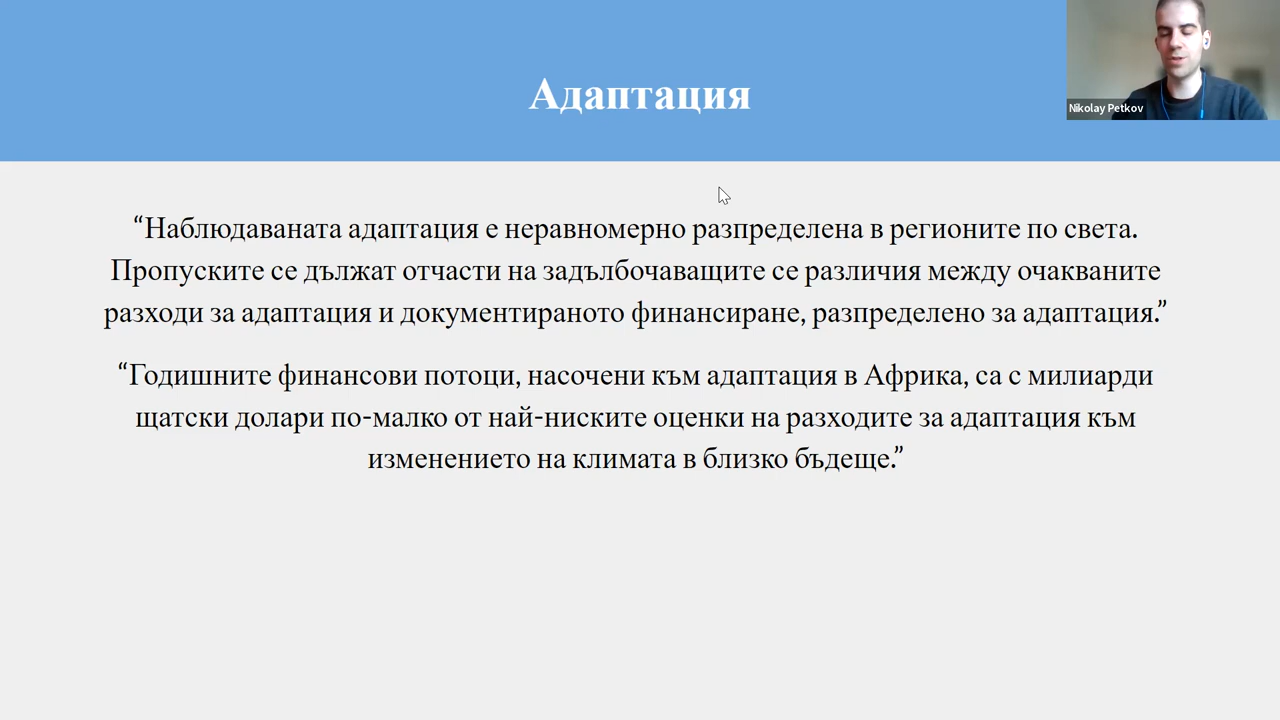 Адаптация
Nikolay Petkov
“Наблюдаваната адаптация е неравномерно разпределена в регионите по света.
Пропуските се дължат отчасти на задълбочаващите се различия между очакваните
разходи за адаптация и документираното финансиране, разпределено за адаптация.”
“Годишните финансови потоци, насочени към адаптация в Африка, са с милиарди
щатски долари по-малко от най-ниските оценки на разходите за адаптация към
изменението на климата в близко бъдеще.”